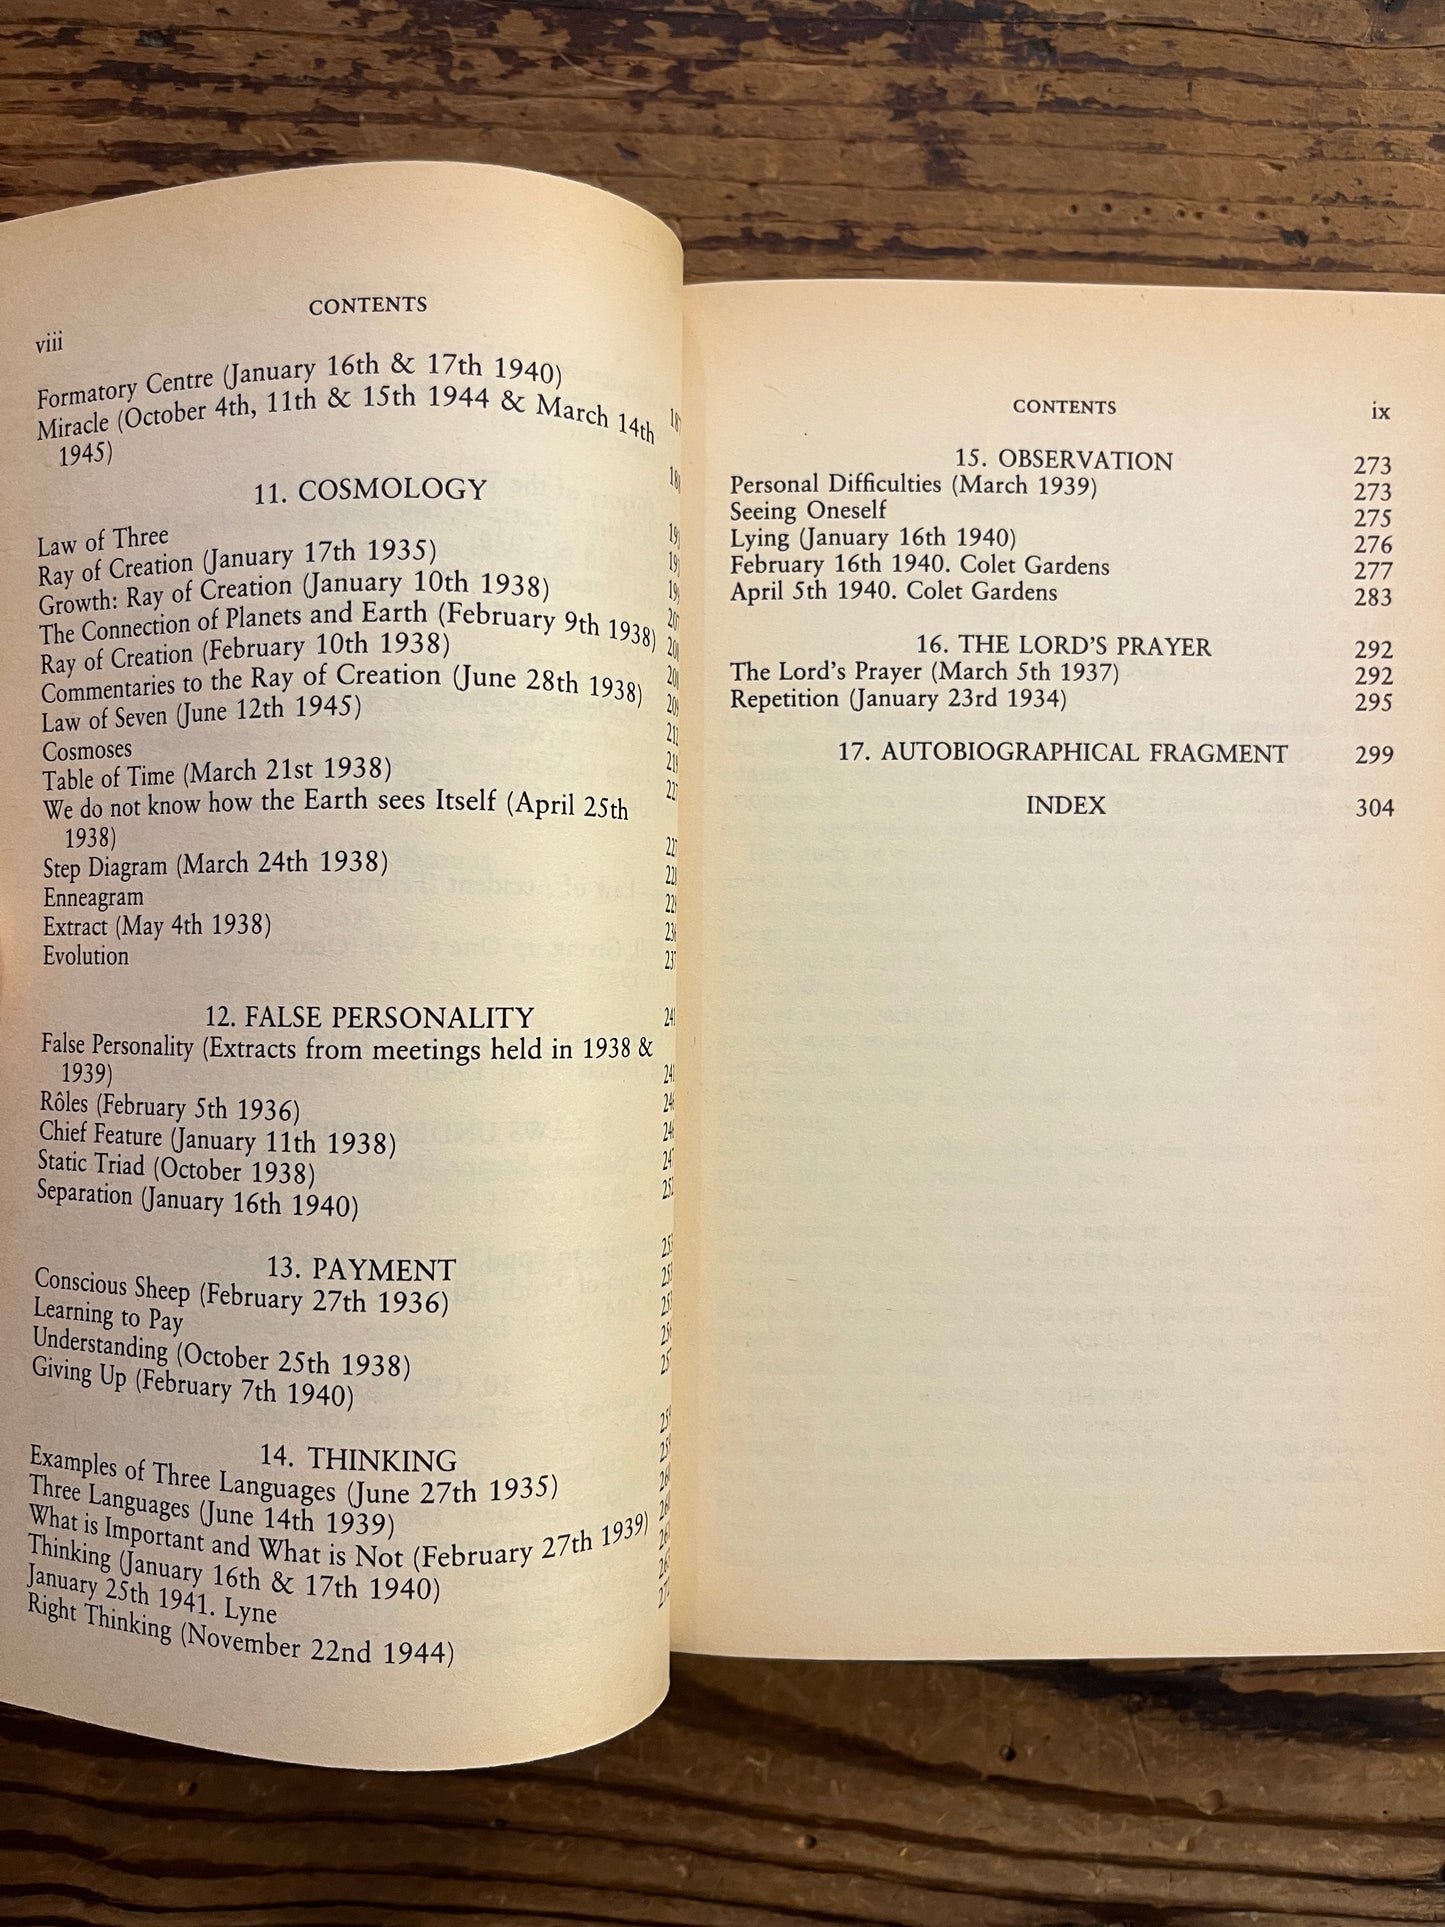 CONTENTS
viii
Formatory Centre (January 16th & 17th 1940)
Miracle (October 4th, 11th & 15th 1944 & March 14th
1945)
11. COSMOLOGY
Law of Three
Ray of Creation (January 17th 1935)
Growth: Ray of Creation (January 10th 1938)
The Connection of Planets and Earth (February 9th 1938)
Ray of Creation (February 10th 1938)
Commentaries to the Ray of Creation (June 28th 1938)
Law of Seven (June 12th 1945)
Cosmoses
Table of Time (March 21st 1938)
We do not know how the Earth sees Itself (April 25th
1938)
Step Diagram (March 24th 1938)
Enneagram
Extract (May 4th 1938)
Evolution
12. FALSE PERSONALITY
False Personality (Extracts from meetings held in 1938 &
1939)
Rôles (February 5th 1936)
Chief Feature (January 11th 1938)
Static Triad (October 1938)
Separation (January 16th 1940)
13. PAYMENT
Conscious Sheep (February 27th 1936)
Learning to Pay
Understanding (October 25th 1938)
Giving Up (February 7th 1940)
14. THINKING
Examples of Three Languages (June 27th 1935)
Three Languages (June 14th 1939)
What is Important and What is Not (February 27th 1939)
Thinking (January 16th & 17th 1940)
January 25th 1941. Lyne
Right Thinking (November 22nd 1944)
CONTENTS ix
15. OBSERVATION 273
Personal Difficulties (March 1939) 273
Seeing Oneself 275
Lying (January 16th 1940) 276
February 16th 1940. Colet Gardens 277
April 5th 1940. Colet Gardens 283
16. THE LORD'S PRAYER 292
The Lord's Prayer (March 5th 1937) 292
Repetition (January 23rd 1934) 295
17. AUTOBIOGRAPHICAL FRAGMENT 299
INDEX 304